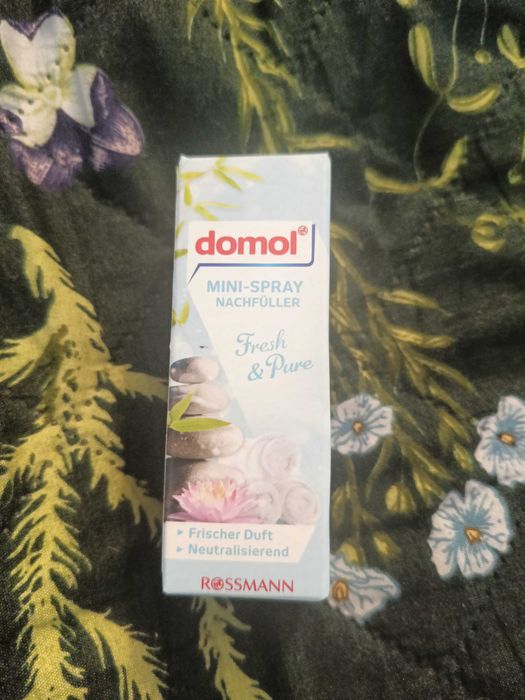 domol
MINI-SPRAY
NACHFÜLLER
Fresh
& Pure
Frischer Duft
Neutralisierend
ROSSMANN